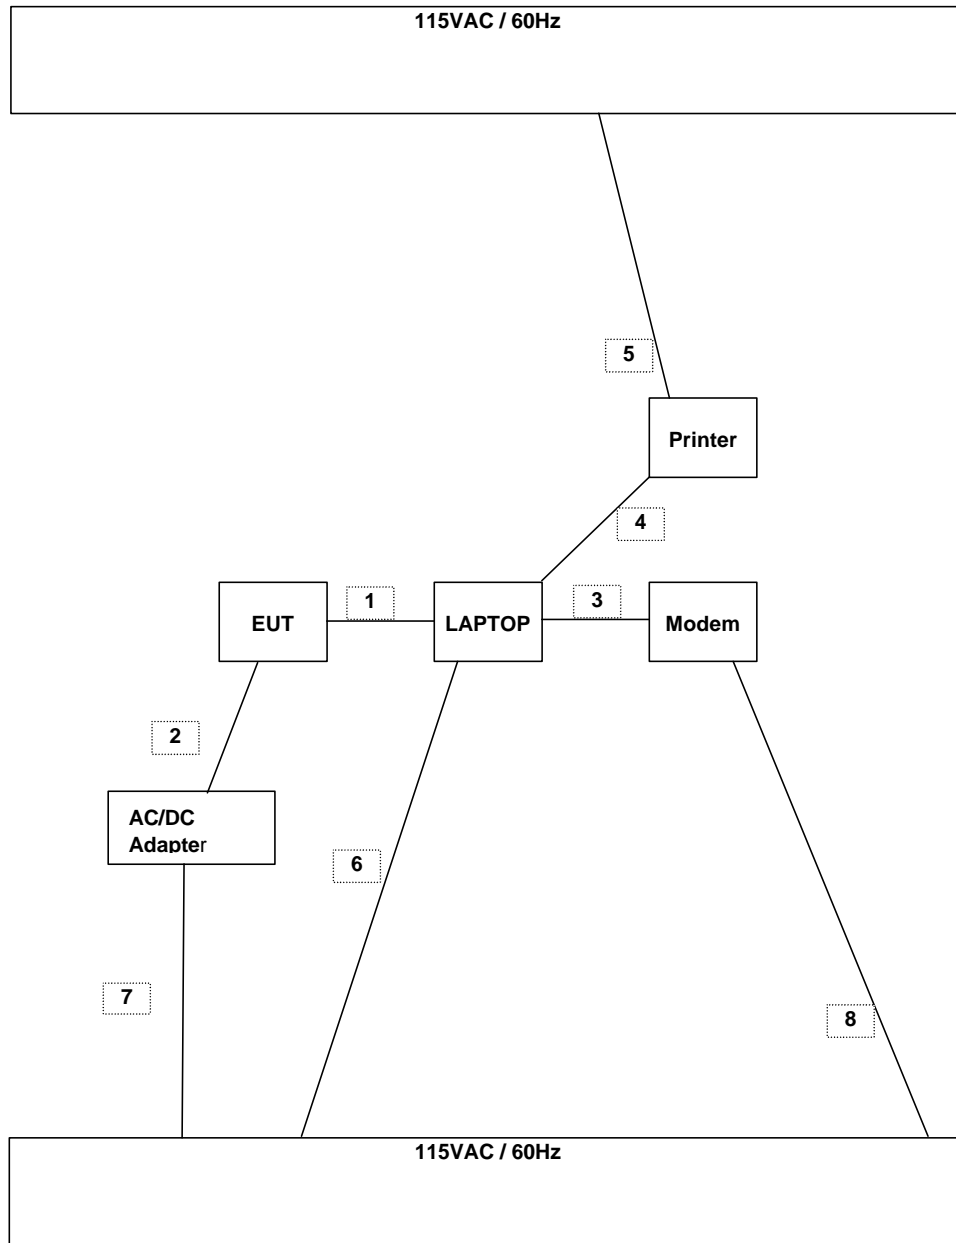 115VAC / 60Hz
5
Printer
4
1
3
EUT
LAPTOP
Modem
2
AC/DC
Adapter
6
7
8
115VAC / 60Hz